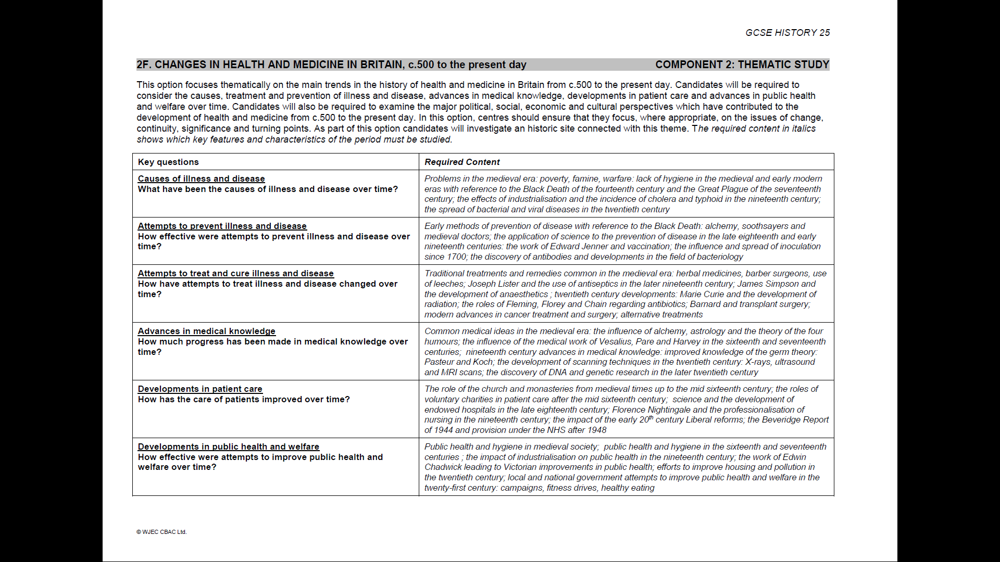 GCSE HISTORY 25
2F. CHANGES IN HEALTH AND MEDICINE IN BRITAIN, c.500 to the present day COMPONENT 2: THEMATIC STUDY
This option focuses thematically on the main trends in the history of health and medicine in Britain from c.500 to the present day. Candidates will be required to
consider the causes, treatment and prevention of illness and disease, advances in medical knowledge, developments in patient care and advances in public health
and welfare over time. Candidates will also be required to examine the major political, social, economic and cultural perspectives which have contributed to the
development of health and medicine from c.500 to the present day. In this option, centres should ensure that they focus, where appropriate, on the issues of change,
continuity, significance and turning points. As part of this option candidates will investigate an historic site connected with this theme. The required content in italics
shows which key features and characteristics of the period must be studied.
Key questions
Required Content
Causes of illness and disease
What have been the causes of illness and disease over time?
Problems in the medieval era: poverty, famine, warfare: lack of hygiene in the medieval and early modern
eras with reference to the Black Death of the fourteenth century and the Great Plague of the seventeenth
century; the effects of industrialisation and the incidence of cholera and typhoid in the nineteenth century;
the spread of bacterial and viral diseases in the twentieth century
Attempts to prevent illness and disease
How effective were attempts to prevent illness and disease over
time?
Early methods of prevention of disease with reference to the Black Death: alchemy, soothsayers and
medieval doctors; the application of science to the prevention of disease in the late eighteenth and early
nineteenth centuries: the work of Edward Jenner and vaccination; the influence and spread of inoculation
since 1700; the discovery of antibodies and developments in the field of bacteriology
Attempts to treat and cure illness and disease
How have attempts to treat illness and disease changed over
time?
Traditional treatments and remedies common in the medieval era: herbal medicines, barber surgeons, use
of leeches; Joseph Lister and the use of antiseptics in the later nineteenth century; James Simpson and
the development of anaesthetics ; twentieth century developments: Marie Curie and the development of
radiation; the roles of Fleming, Florey and Chain regarding antibiotics; Barnard and transplant surgery;
modern advances in cancer treatment and surgery; alternative treatments
Advances in medical knowledge
How much progress has been made in medical knowledge over
time?
Common medical ideas in the medieval era: the influence of alchemy, astrology and the theory of the four
humours; the influence of the medical work of Vesalius, Pare and Harvey in the sixteenth and seventeenth
centuries; nineteenth century advances in medical knowledge: improved knowledge of the germ theory:
Pasteur and Koch; the development of scanning techniques in the twentieth century: X-rays, ultrasound
and MRI scans; the discovery of DNA and genetic research in the later twentieth century
Developments in patient care
How has the care of patients improved over time?
The role of the church and monasteries from medieval times up to the mid sixteenth century; the roles of
voluntary charities in patient care after the mid sixteenth century; science and the development of
endowed hospitals in the late eighteenth century; Florence Nightingale and the professionalisation of
nursing in the nineteenth century; the impact of the early 20th century Liberal reforms; the Beveridge Report
of 1944 and provision under the NHS after 1948
Developments in public health and welfare
How effective were attempts to improve public health and
welfare over time?
Public health and hygiene in medieval society; public health and hygiene in the sixteenth and seventeenth
centuries ; the impact of industrialisation on public health in the nineteenth century; the work of Edwin
Chadwick leading to Victorian improvements in public health; efforts to improve housing and pollution in
the twentieth century; local and national government attempts to improve public health and welfare in the
twenty-first century: campaigns, fitness drives, healthy eating
© WJEC CBAC Ltd.